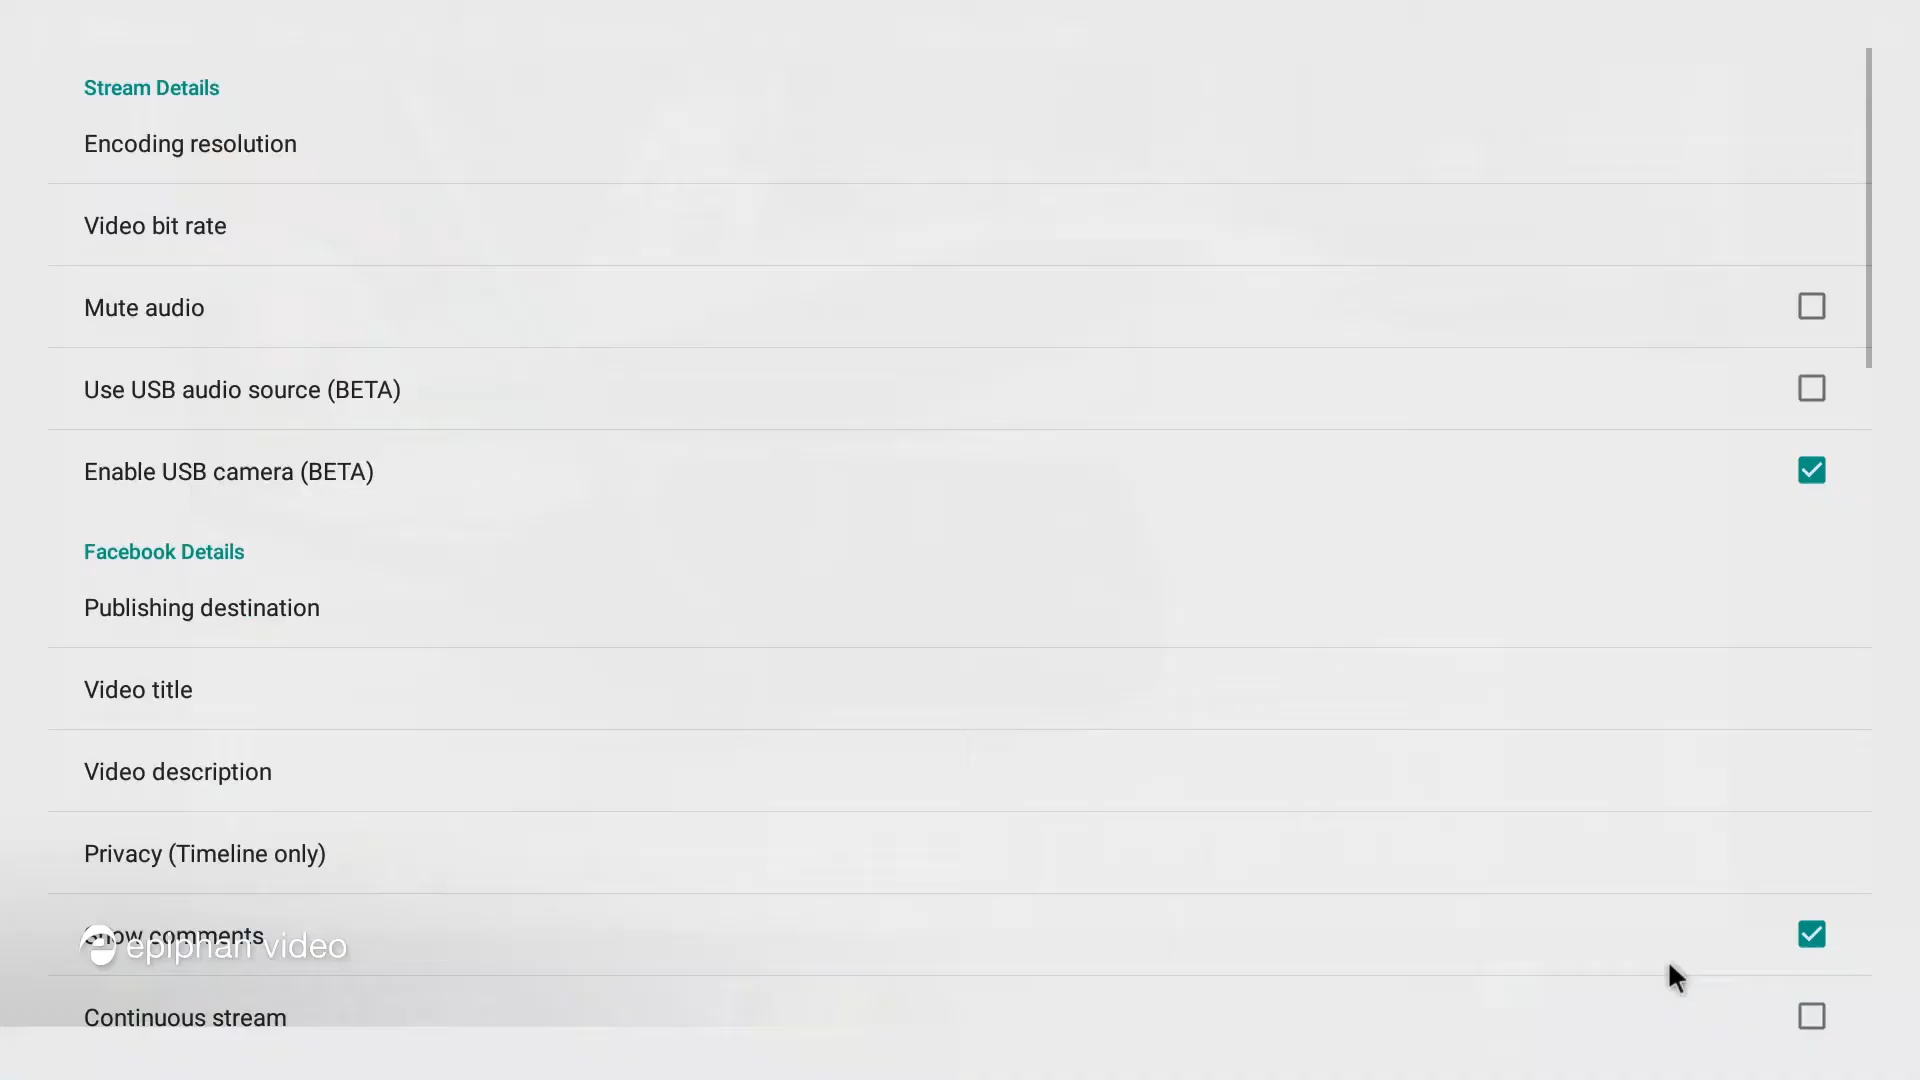 Stream Details
Encoding resolution
Video bit rate
Mute audio
Use USB audio source (BETA)
Enable USB camera (BETA)
Facebook Details
Publishing destination
Video title
Video description
Privacy (Timeline only)
Show comments
epiphan video
Continuous stream